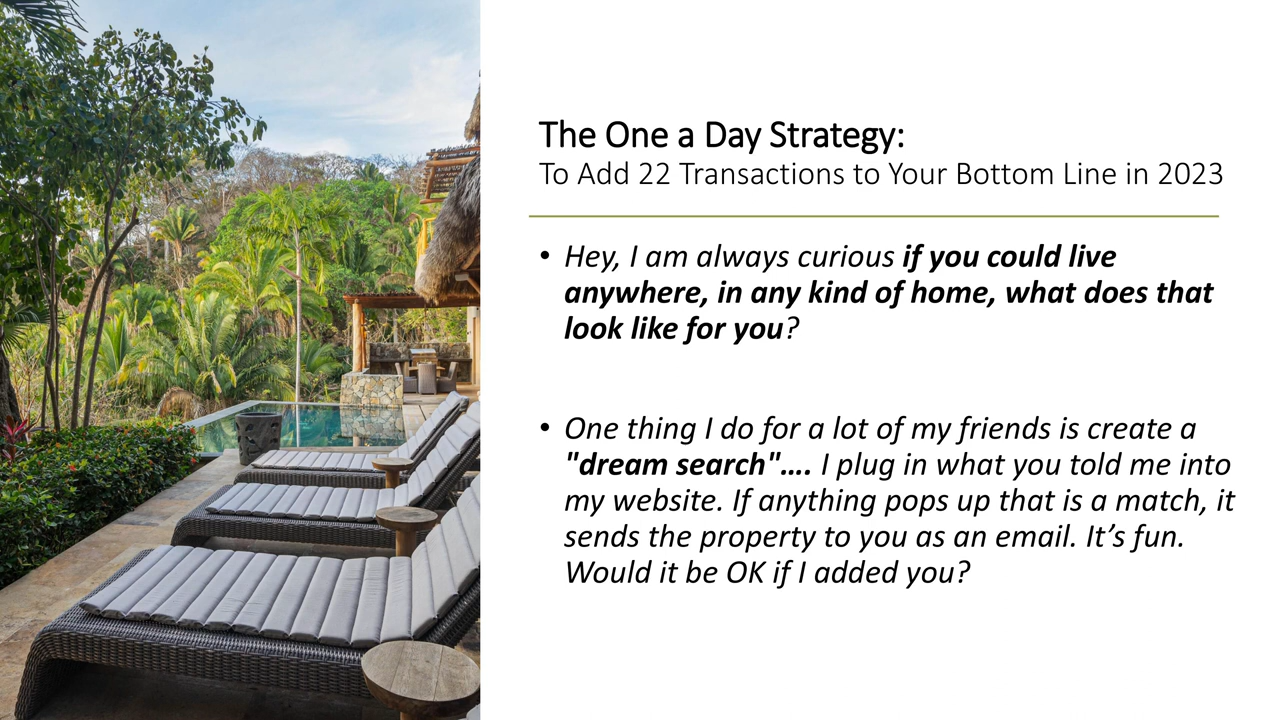 The One a Day Strategy:
To Add 22 Transactions to Your Bottom Line in 2023
• Hey, I am always curious if you could live
anywhere, in any kind of home, what does that
look like for you?
• One thing I do for a lot of my friends is create a
"dream search"…. I plug in what you told me into
my website. If anything pops up that is a match, it
sends the property to you as an email. It’s fun.
Would it be OK if I added you?